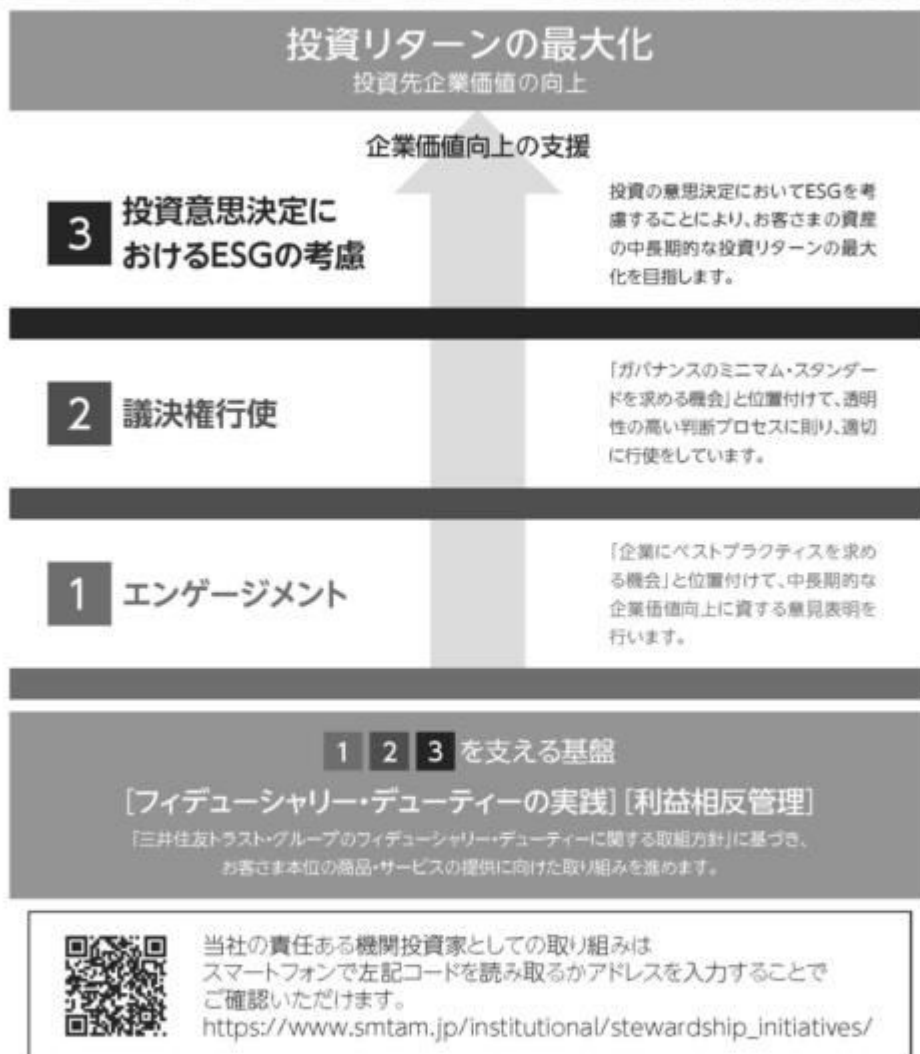 投資リターンの最大化
投資先企業価値の向上
企業価値向上の支援
3
投資意思決定に
おけるESGの考慮
投資の意思決定においてESGを考
慮することにより、お客さまの資産
の中長期的な投資リターンの最大
化を目指します。
2
議決権行使
「ガバナンスのミニマム・スタンダー
ドを求める機会」と位置付けて、透明
性の高い判断プロセスに則り、適切
に行使をしています。
1
エンゲージメント
「企業にベストプラクティスを求め
る機会」と位置付けて、中長期的な
企業価値向上に資する意見表明を
行います。
1 2 3 を支える基盤
[フィデューシャリー・デューティーの実践] [利益相反管理]
「三井住友トラスト・グループのフィデューシャリー・デューティーに関する取組方針」に基づき、
お客さま本位の商品・サービスの提供に向けた取り組みを進めます。
当社の責任ある機関投資家としての取り組みは
スマートフォンで左記コードを読み取るかアドレスを入力することで
ご確認いただけます。
https://www.smtam.jp/institutional/stewardship_initiatives/